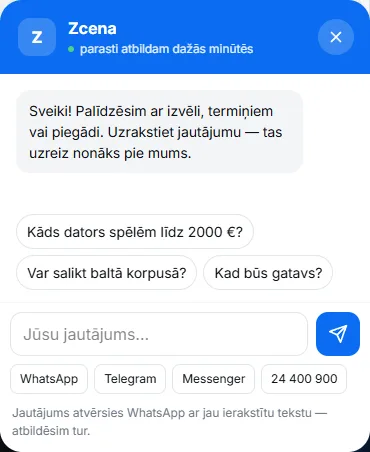 Z
Zcena
parasti atbildam dažās minūtēs
Sveiki! Palīdzēsim ar izvēli, termiņiem
vai piegādi. Uzrakstiet jautājumu — tas
uzreiz nonāks pie mums.
Kāds dators spēlēm līdz 2000 €?
Var salikt baltā korpusā?
Kad būs gatavs?
Jūsu jautājums...
WhatsApp
Telegram
Messenger
24 400 900
Jautājums atvērsies WhatsApp ar jau ierakstītu tekstu —
atbildēsim tur.